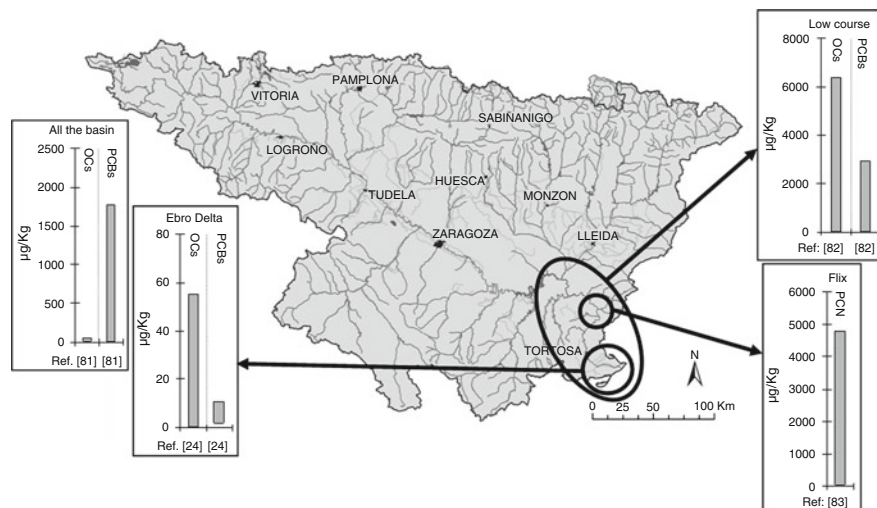 Low course
8000
6000
4000
2000
0
µg/Kg
OCs
PCBs
Ref: [82] [82]
PAMPLONA
VITORIA
SABIÑANIGO
LOGROÑO
HUESCA
TUDELA
MONZON
ZARAGOZA
LLEIDA
TORTOSA
N
0 25 50 100 Km
All the basin
2500
2000
1500
1000
500
0
µg/Kg
OCs
PCBs
Ref. [81] [81]
Ebro Delta
80
60
40
20
0
µg/Kg
OCs
PCBs
Ref. [24] [24]
Flix
6000
5000
4000
3000
2000
1000
0
µg/Kg
PCN
Ref: [83]